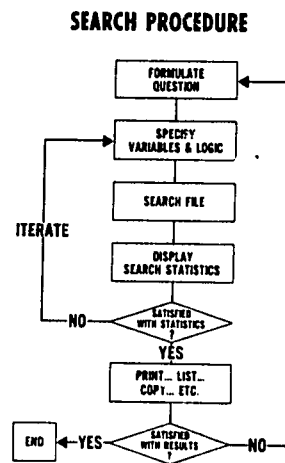 SEARCH PROCEDURE
FORMULATE
QUESTION
SPECIFY
VARIABLES & LOGIC
SEARCH FILE
ITERATE
DISPLAY
SEARCH STATISTICS
SATISFIED
NO
WITH STATISTICS
?
YES
PRINT... LIST...
COPY... ETC.
SATISFIED
END
YES
WITH RESULTS
NO
?